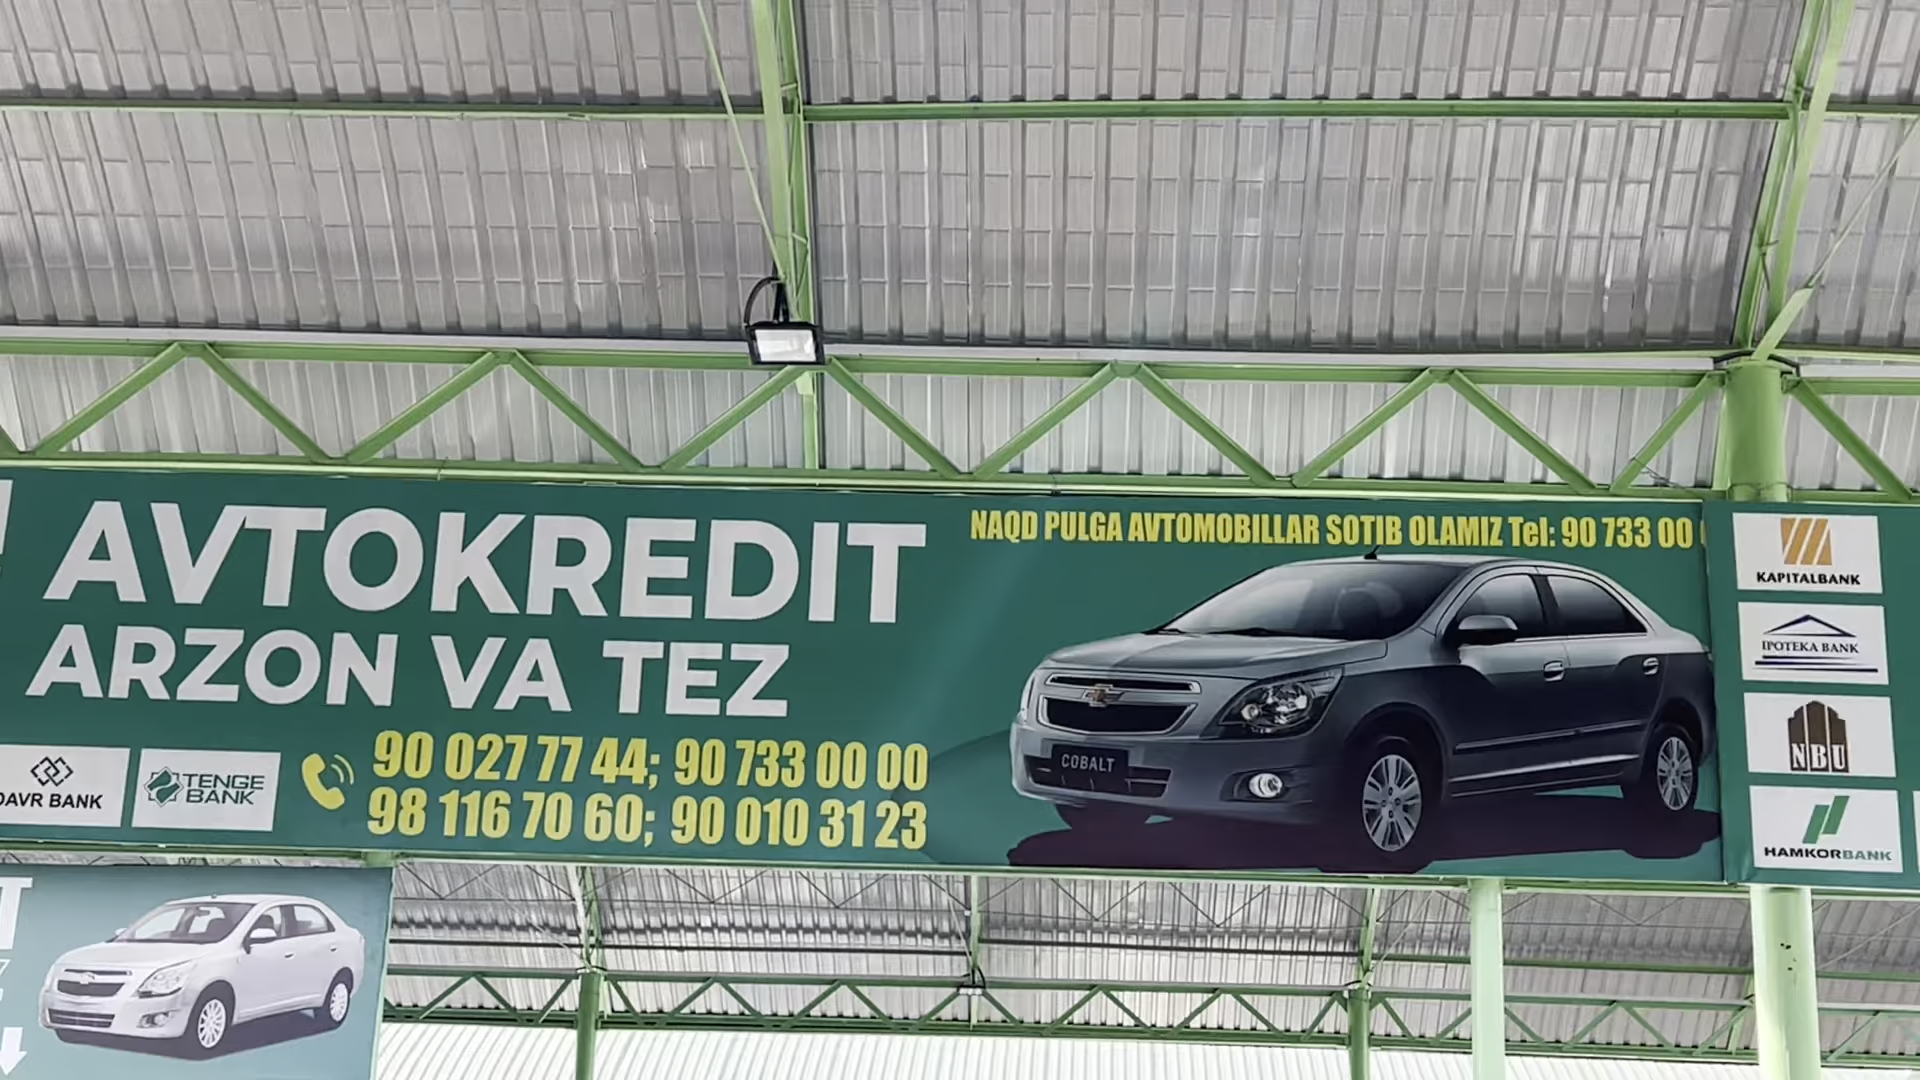 AVTOKREDIT
ARZON VA TEZ
DAVR BANK
TENGE
BANK
90 027 77 44; 90 733 00 00
98 116 70 60; 90 010 31 23
NAQD PULGA AVTOMOBILLAR SOTIB OLAMIZ Tel: 90 733 00
COBALT
KAPITALBANK
IPOTEKA BANK
NBU
HAMKORBANK